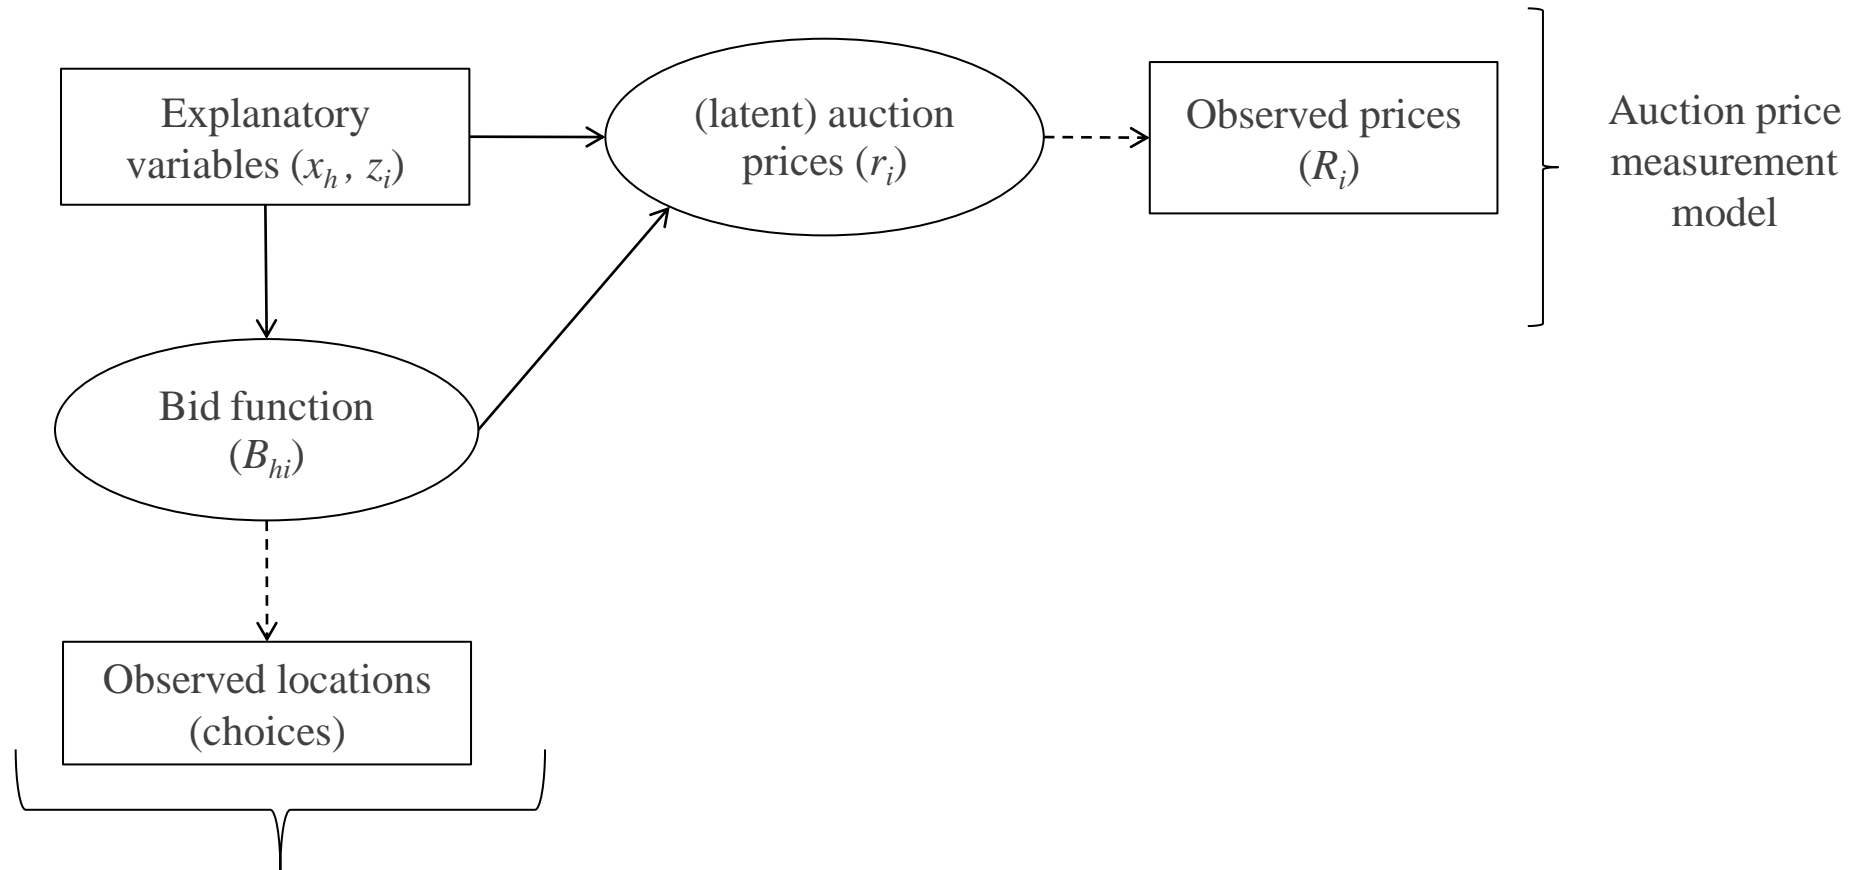 Explanatory
variables (x_h, z_i)
(latent) auction
prices (r_i)
Observed prices
(R_i)
Auction price
measurement
model
Bid function
(B_hi)
Observed locations
(choices)